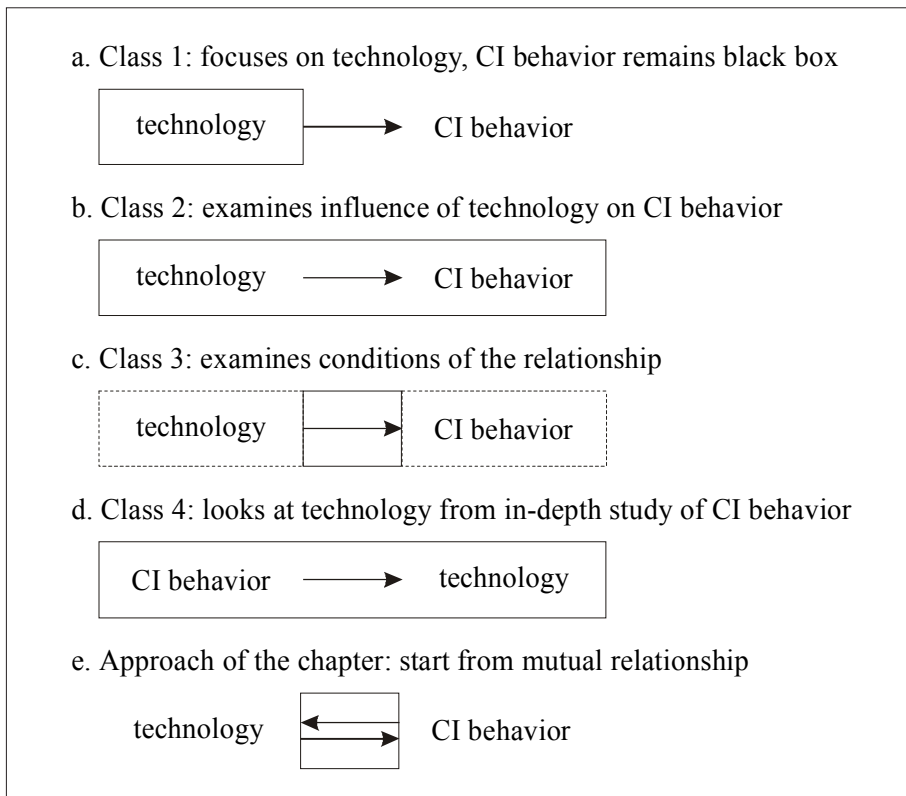 a. Class 1: focuses on technology, CI behavior remains black box
technology CI behavior
b. Class 2: examines influence of technology on CI behavior
technology CI behavior
c. Class 3: examines conditions of the relationship
technology CI behavior
d. Class 4: looks at technology from in-depth study of CI behavior
CI behavior technology
e. Approach of the chapter: start from mutual relationship
technology CI behavior